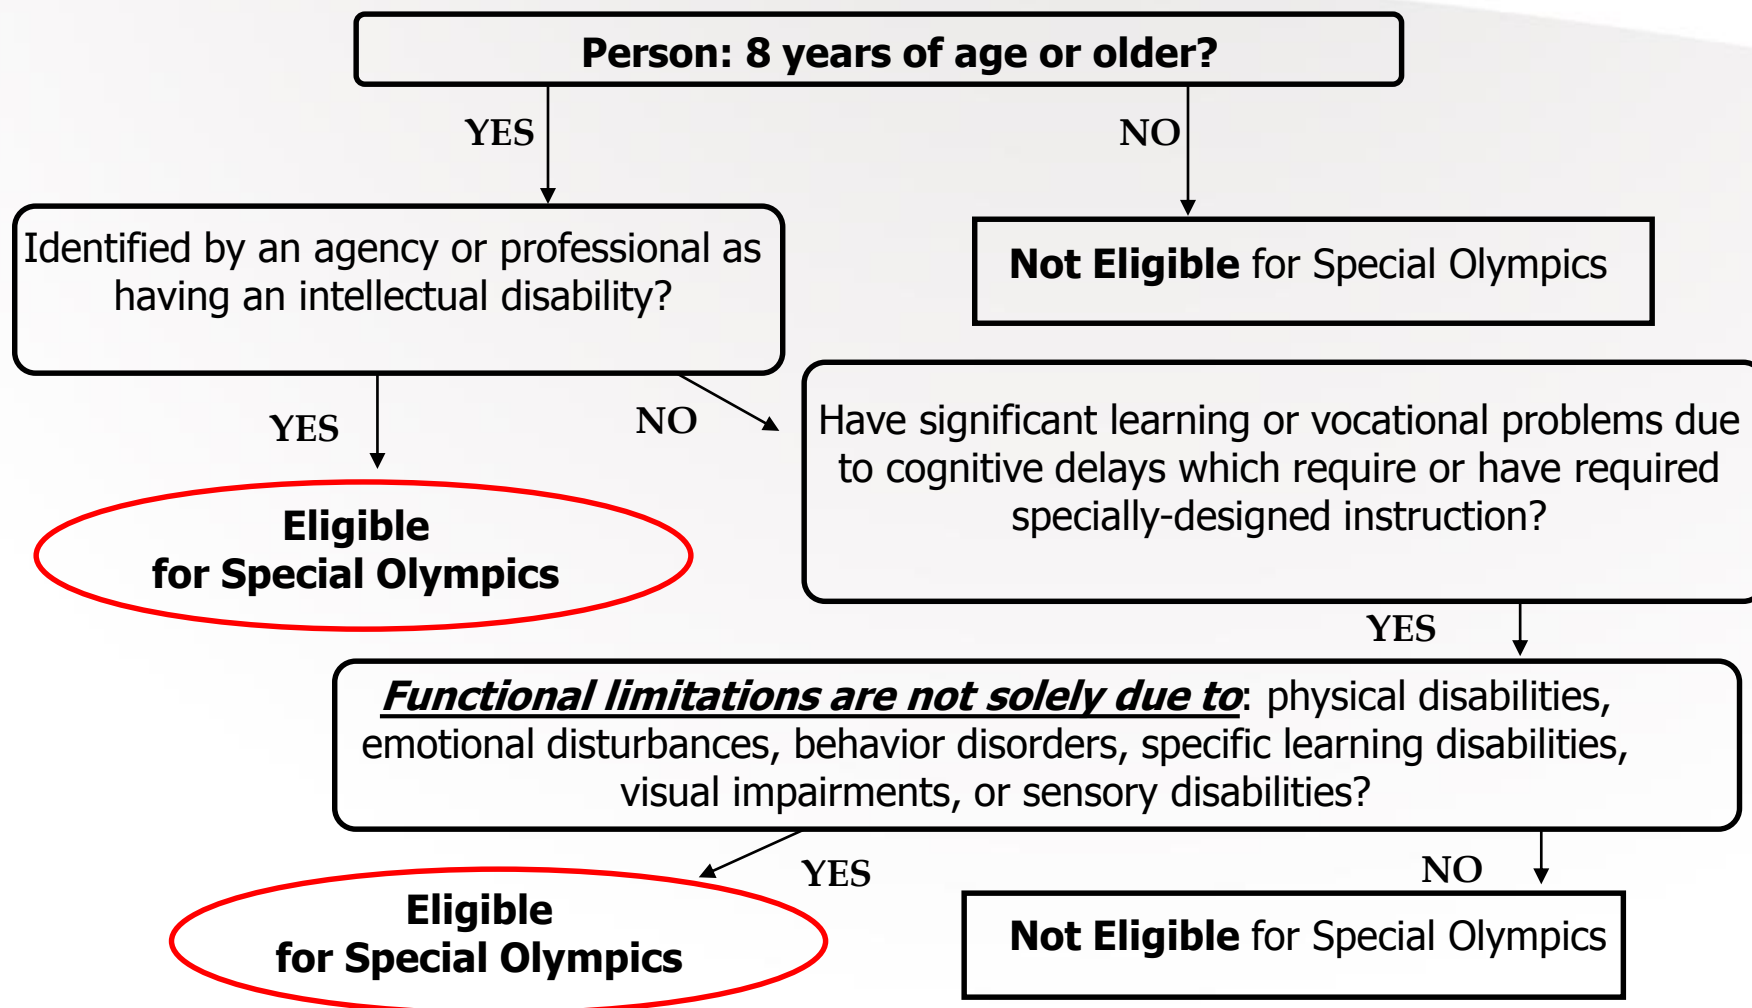 Person: 8 years of age or older?
YES
NO
Identified by an agency or professional as
having an intellectual disability?
Not Eligible for Special Olympics
YES
NO
Have significant learning or vocational problems due
to cognitive delays which require or have required
specially-designed instruction?
Eligible
for Special Olympics
YES
Functional limitations are not solely due to: physical disabilities,
emotional disturbances, behavior disorders, specific learning disabilities,
visual impairments, or sensory disabilities?
YES
NO
Eligible
for Special Olympics
Not Eligible for Special Olympics